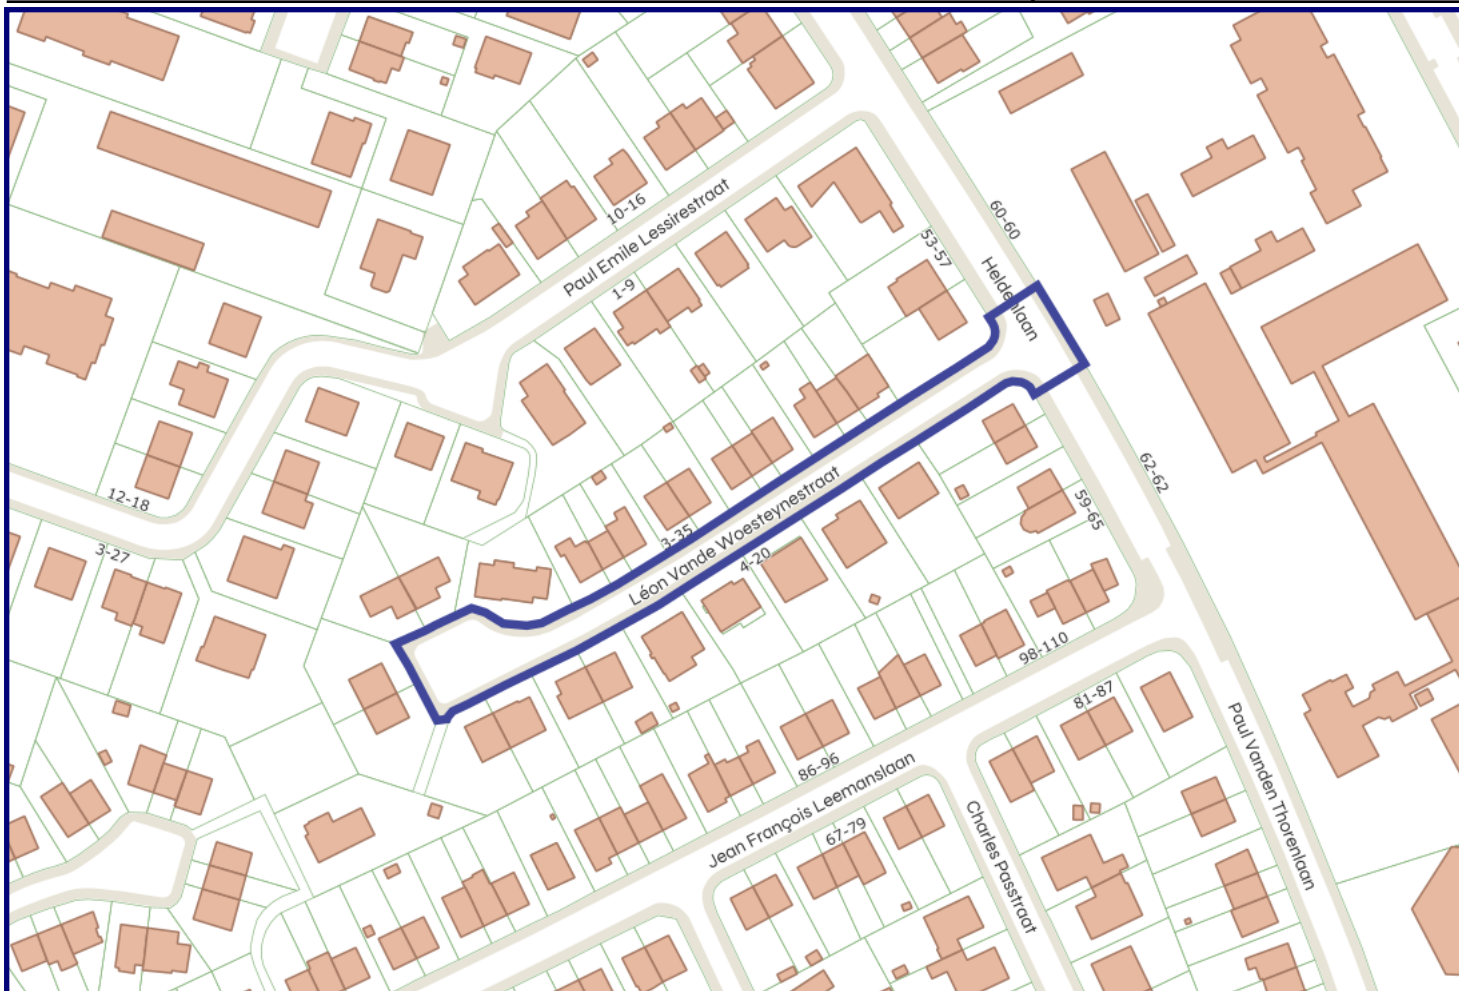 60-60
10-16
Paul Emile Lessirestraat
53-57
Heldenlaan
1-9
62-62
12-18
59-65
3-35
Léon Vande Woesteynestraat
3-27
4-20
98-110
81-87
Paul Vanden Thorenlaan
86-96
Jean François Leemanslaan
67-79
Charles Passtraat